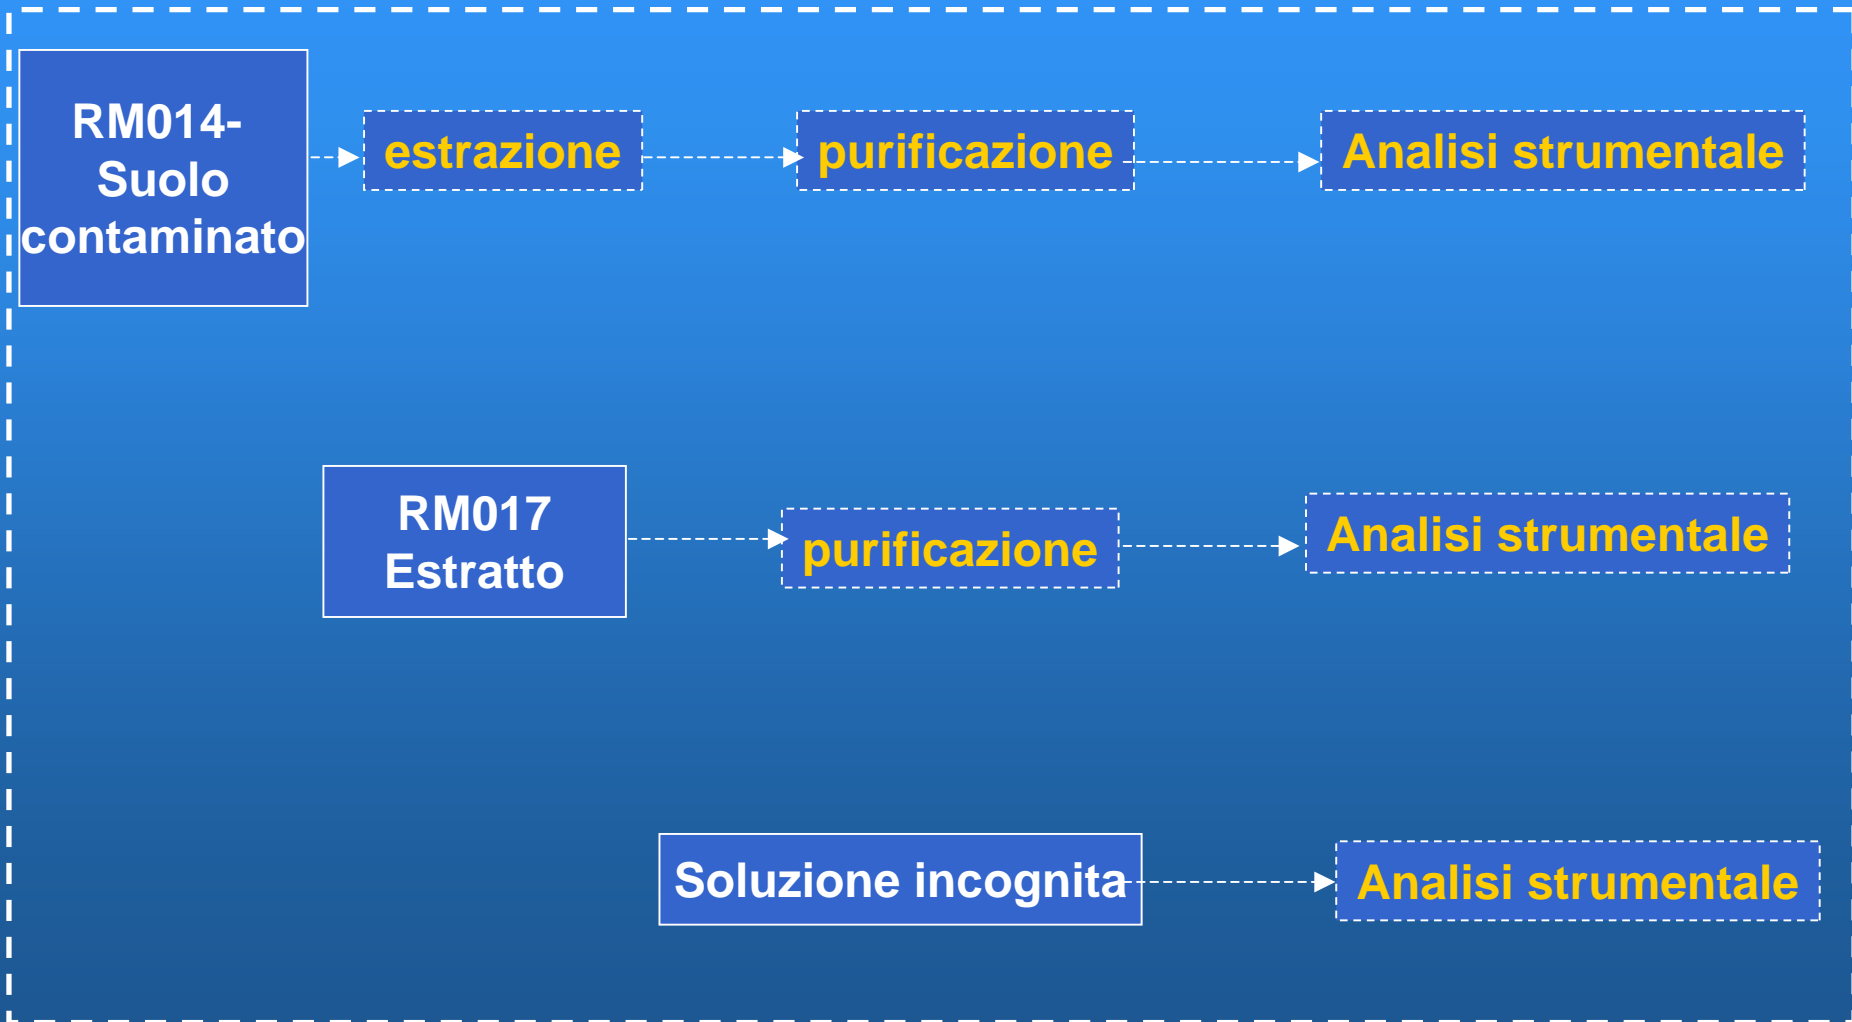 RM014-
Suolo
contaminato
estrazione
purificazione
Analisi strumentale
RM017
Estratto
purificazione
Analisi strumentale
Soluzione incognita
Analisi strumentale